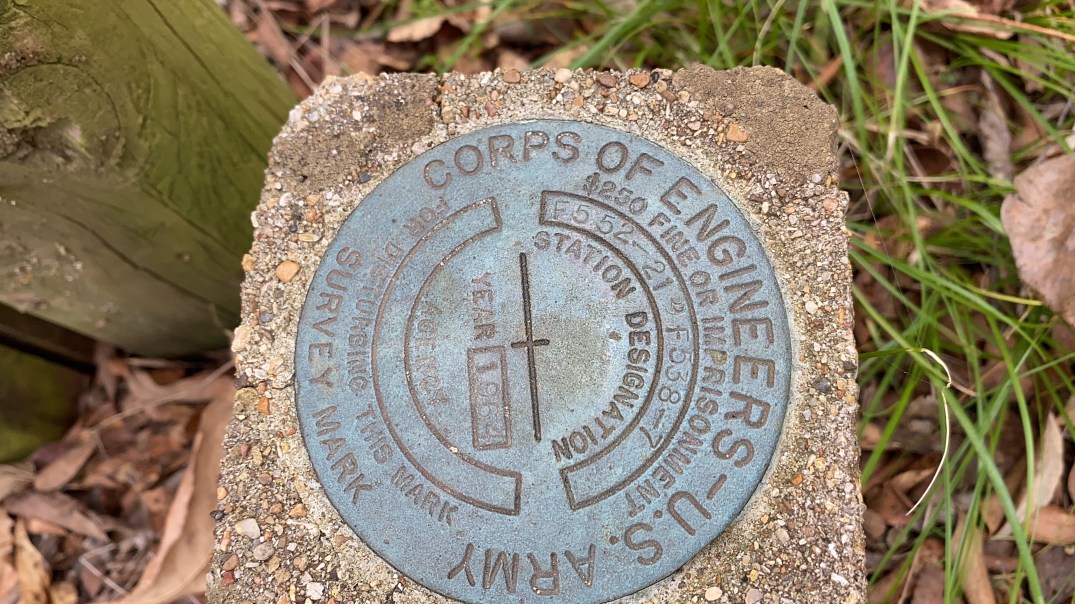 CORPS OF ENGINEERS–U.S. ARMY
SURVEY MARK
$250 FINE OR IMPRISONMENT
FOR DISTURBING THIS MARK
F552-21 2F538-7
STATION DESIGNATION
AGENCY
YEAR